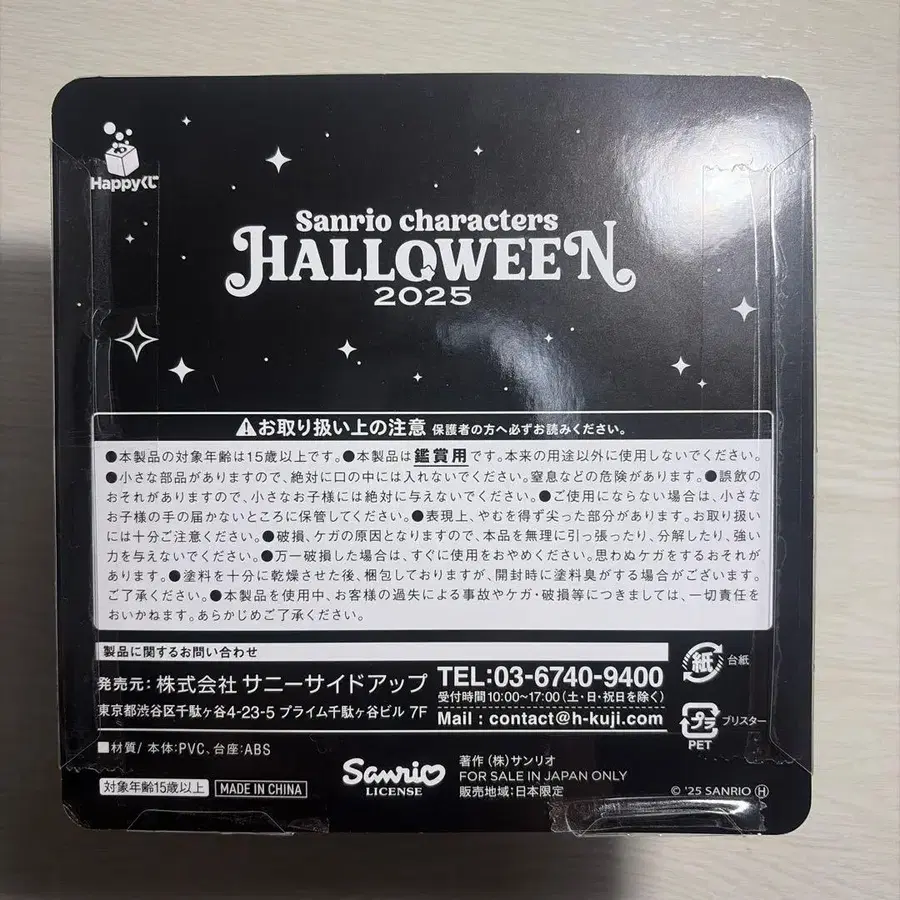 Happyくじ
Sanrio characters
HALLOWEEN
2025
⚠お取り扱い上の注意 保護者の方へ必ずお読みください。
●本製品の対象年齢は15歳以上です。●本製品は鑑賞用です。本来の用途以外に使用しないでください。
●小さな部品がありますので、絶対に口の中には入れないでください。窒息などの危険があります。●誤飲の
おそれがありますので、小さなお子様には絶対に与えないでください。●ご使用にならない場合は、小さな
お子様の手の届かないところに保管してください。●表現上、やむを得ず尖った部分があります。お取り扱い
には十分ご注意ください。●破損、ケガの原因となりますので、本品を無理に引っ張ったり、分解したり、強い
力を与えないでください。●万一破損した場合は、すぐに使用をおやめください。思わぬケガをするおそれが
あります。●塗料を十分に乾燥させた後、梱包しておりますが、開封時に塗料臭がする場合がございます。
ご了承ください。●本製品を使用中、お客様の過失による事故やケガ・破損等につきましては、一切責任を
おいかねます。あらかじめご了承ください。
製品に関するお問い合わせ
発売元：株式会社 サニーサイドアップ
東京都渋谷区千駄ヶ谷4-23-5 プライム千駄ヶ谷ビル 7F
TEL:03-6740-9400
受付時間10:00~17:00（土・日・祝日を除く）
Mail : contact@h-kuji.com
紙 台紙
プラ ブリスター
PET
■材質/ 本体:PVC、台座:ABS
対象年齢15歳以上 MADE IN CHINA
Sanrio
LICENSE
著作（株）サンリオ
FOR SALE IN JAPAN ONLY
販売地域:日本限定
© '25 SANRIO Ⓗ